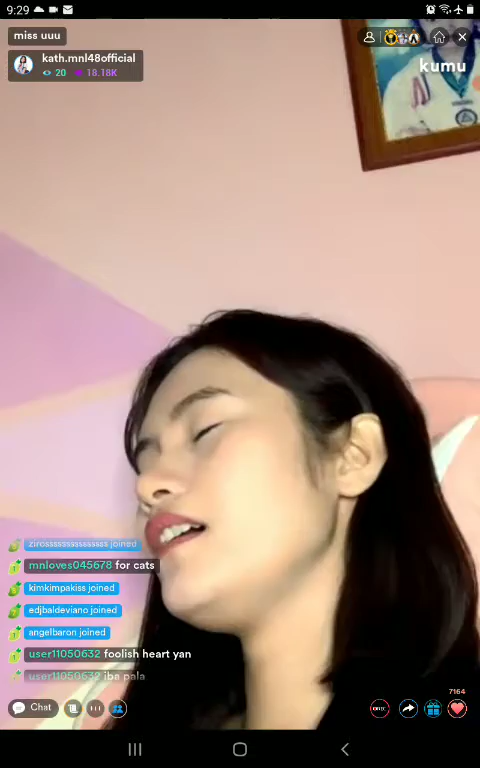 9:29
miss uuu
kath.mnl48official
20 18.18K
kumu
zirosssssssssssssss joined
mnloves045678 for cats
kimkimpakiss joined
edjbaldeviano joined
angelbaron joined
user11050632 foolish heart yan
user11050632 iba pala
7164
Chat